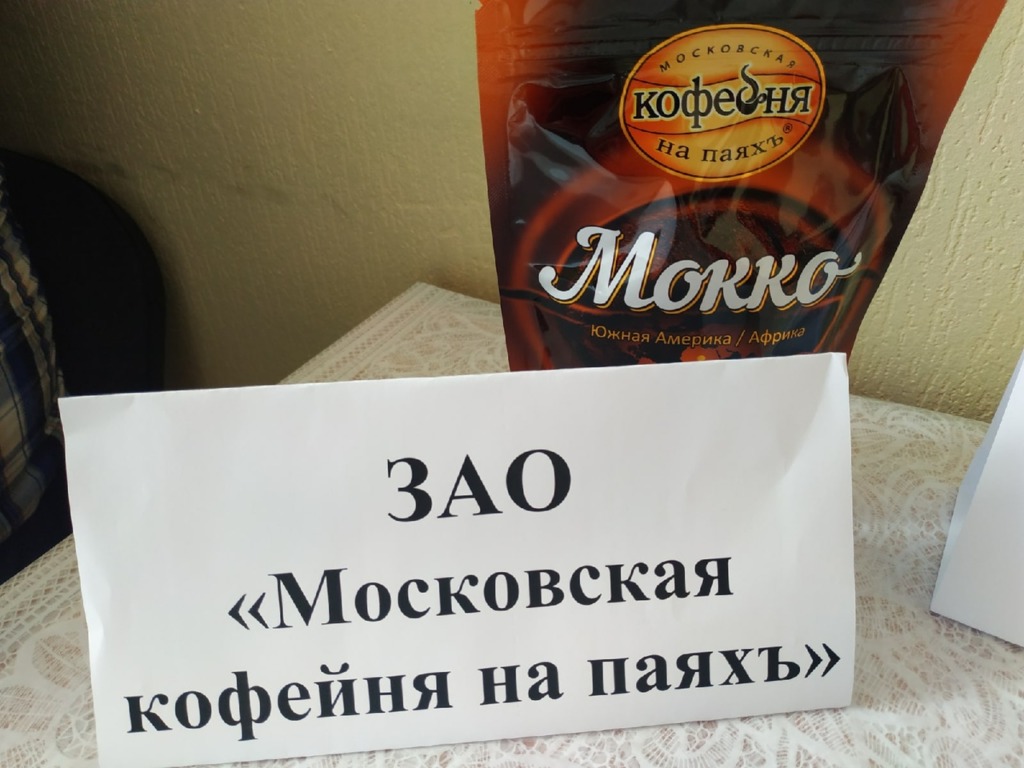 МОСКОВСКАЯ
кофейня
на паяхъ®
Мокко
Южная Америка / Африка
ЗАО
«Московская
кофейня на паяхъ»